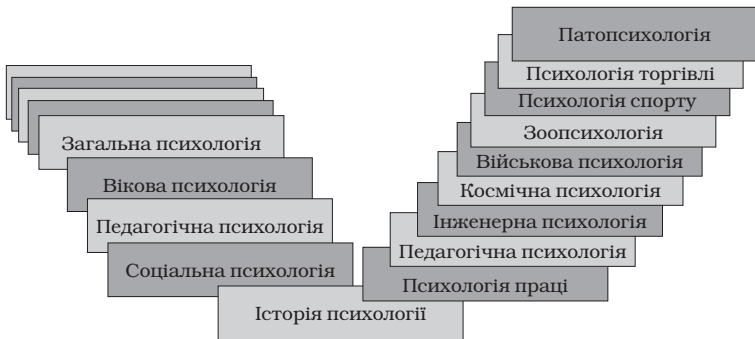 Патопсихологія
Психологія торгівлі
Психологія спорту
Зоопсихологія
Загальна психологія
Військова психологія
Вікова психологія
Космічна психологія
Педагогічна психологія
Інженерна психологія
Педагогічна психологія
Соціальна психологія
Психологія праці
Історія психології